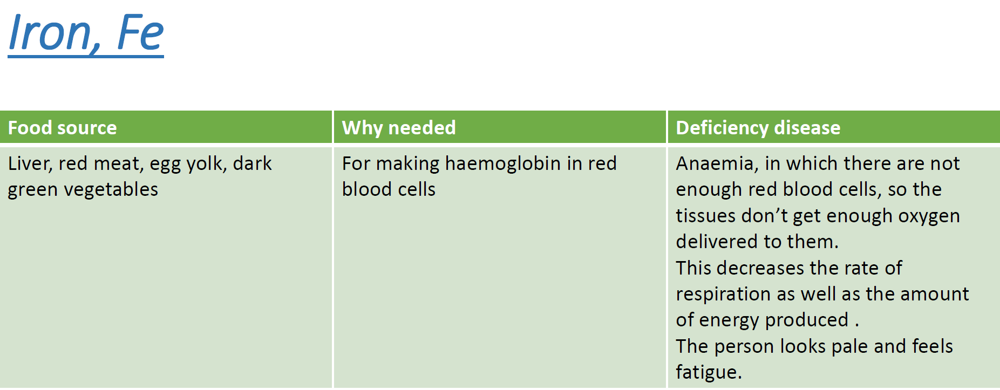 Iron, Fe
Food source
Why needed
Deficiency disease
Liver, red meat, egg yolk, dark
green vegetables
For making haemoglobin in red
blood cells
Anaemia, in which there are not
enough red blood cells, so the
tissues don’t get enough oxygen
delivered to them.
This decreases the rate of
respiration as well as the amount
of energy produced .
The person looks pale and feels
fatigue.